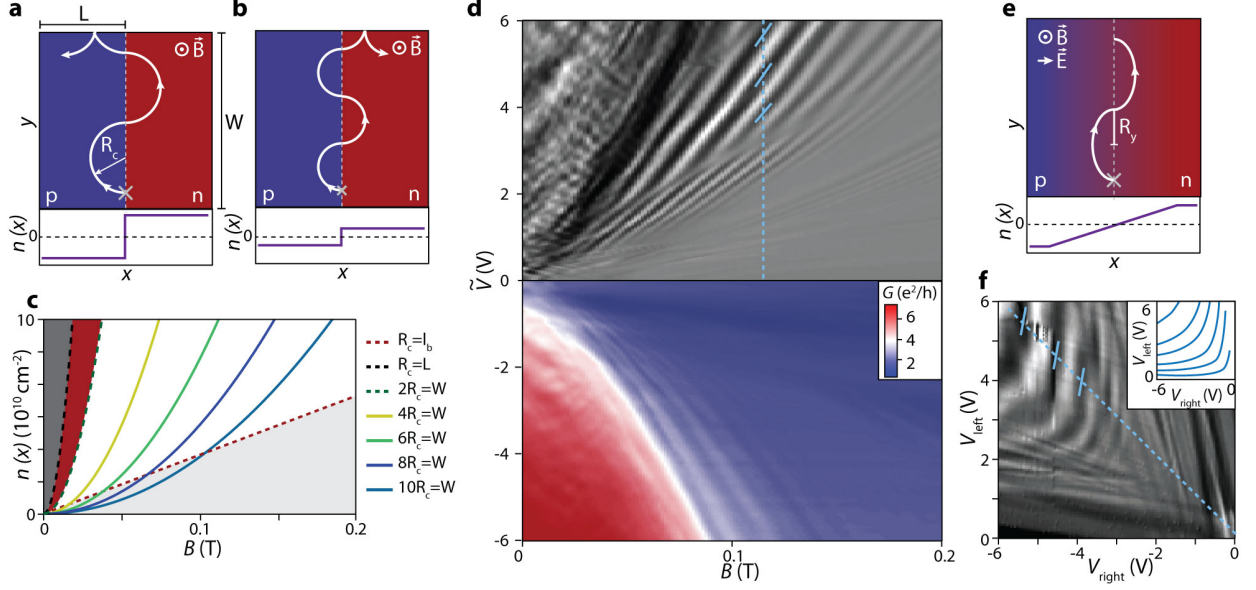 a
L
B
y
R_c
W
p
n
n (x)
0
x
b
B
p
n
n (x)
0
x
c
n (x) (10^10 cm^-2)
10
5
0
0
0.1
0.2
B (T)
R_c=l_b
R_c=L
2R_c=W
4R_c=W
6R_c=W
8R_c=W
10R_c=W
d
6
4
2
0
-2
-4
-6
Ṽ (V)
G (e²/h)
6
4
2
0
0.1
0.2
B (T)
e
B
E
y
R_y
p
n
n (x)
0
x
f
6
4
2
0
V_left (V)
-6
-4
-2
0
V_right (V)
6
V_left (V)
0
-6
0
V_right (V)